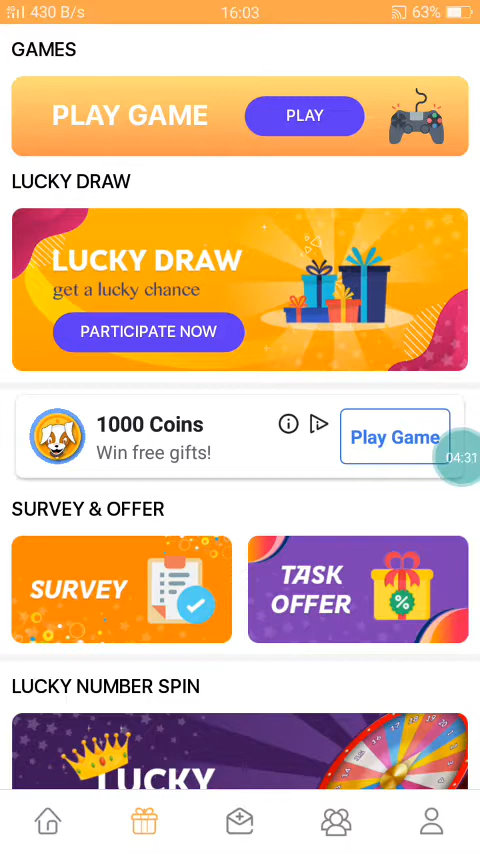 430 B/s
16:03
63%
GAMES
PLAY GAME
PLAY
LUCKY DRAW
LUCKY DRAW
get a lucky chance
PARTICIPATE NOW
1000 Coins
Win free gifts!
Play Game
04:31
SURVEY & OFFER
SURVEY
TASK
OFFER
LUCKY NUMBER SPIN
LUCKY